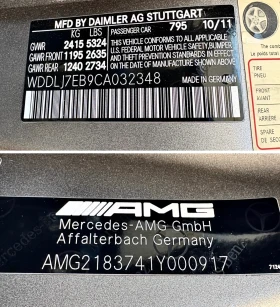 MFD BY DAIMLER AG STUTTGART
KG LBS PASSENGER CAR 795 10/11
GVWR 2415 5324
GAWR FRONT 1195 2635
GAWR REAR 1240 2734
THIS VEHICLE CONFORMS TO ALL APPLICABLE
U.S. FEDERAL MOTOR VEHICLE SAFETY, BUMPER
AND THEFT PREVENTION STANDARDS IN EFFECT
ON THE DATE OF MANUFACTURE SHOWN ABOVE
WDDLJ7EB9CA032348
MADE IN GERMANY
TIRE
PNEU
FRONT
AVANT
REAR
ARRIÈRE
SPARE
DE SECOURS
AMG
Mercedes-AMG GmbH
Affalterbach Germany
AMG2183741Y000917